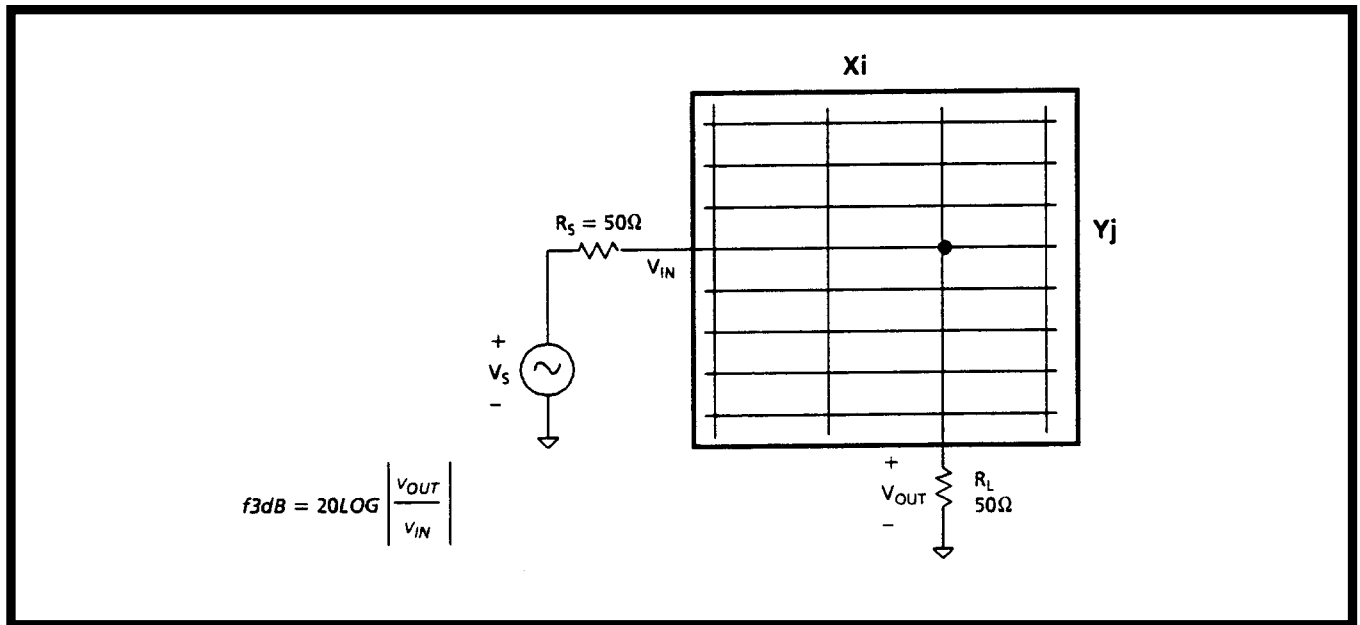 Xi
Yj
R_S = 50Ω
V_IN
+
V_S
−
+
V_OUT
−
R_L
50Ω
f3dB = 20LOG | V_OUT / V_IN |